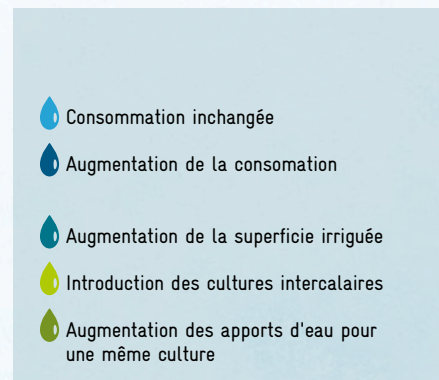 Consommation inchangée
Augmentation de la consomation
Augmentation de la superficie irriguée
Introduction des cultures intercalaires
Augmentation des apports d'eau pour
une même culture